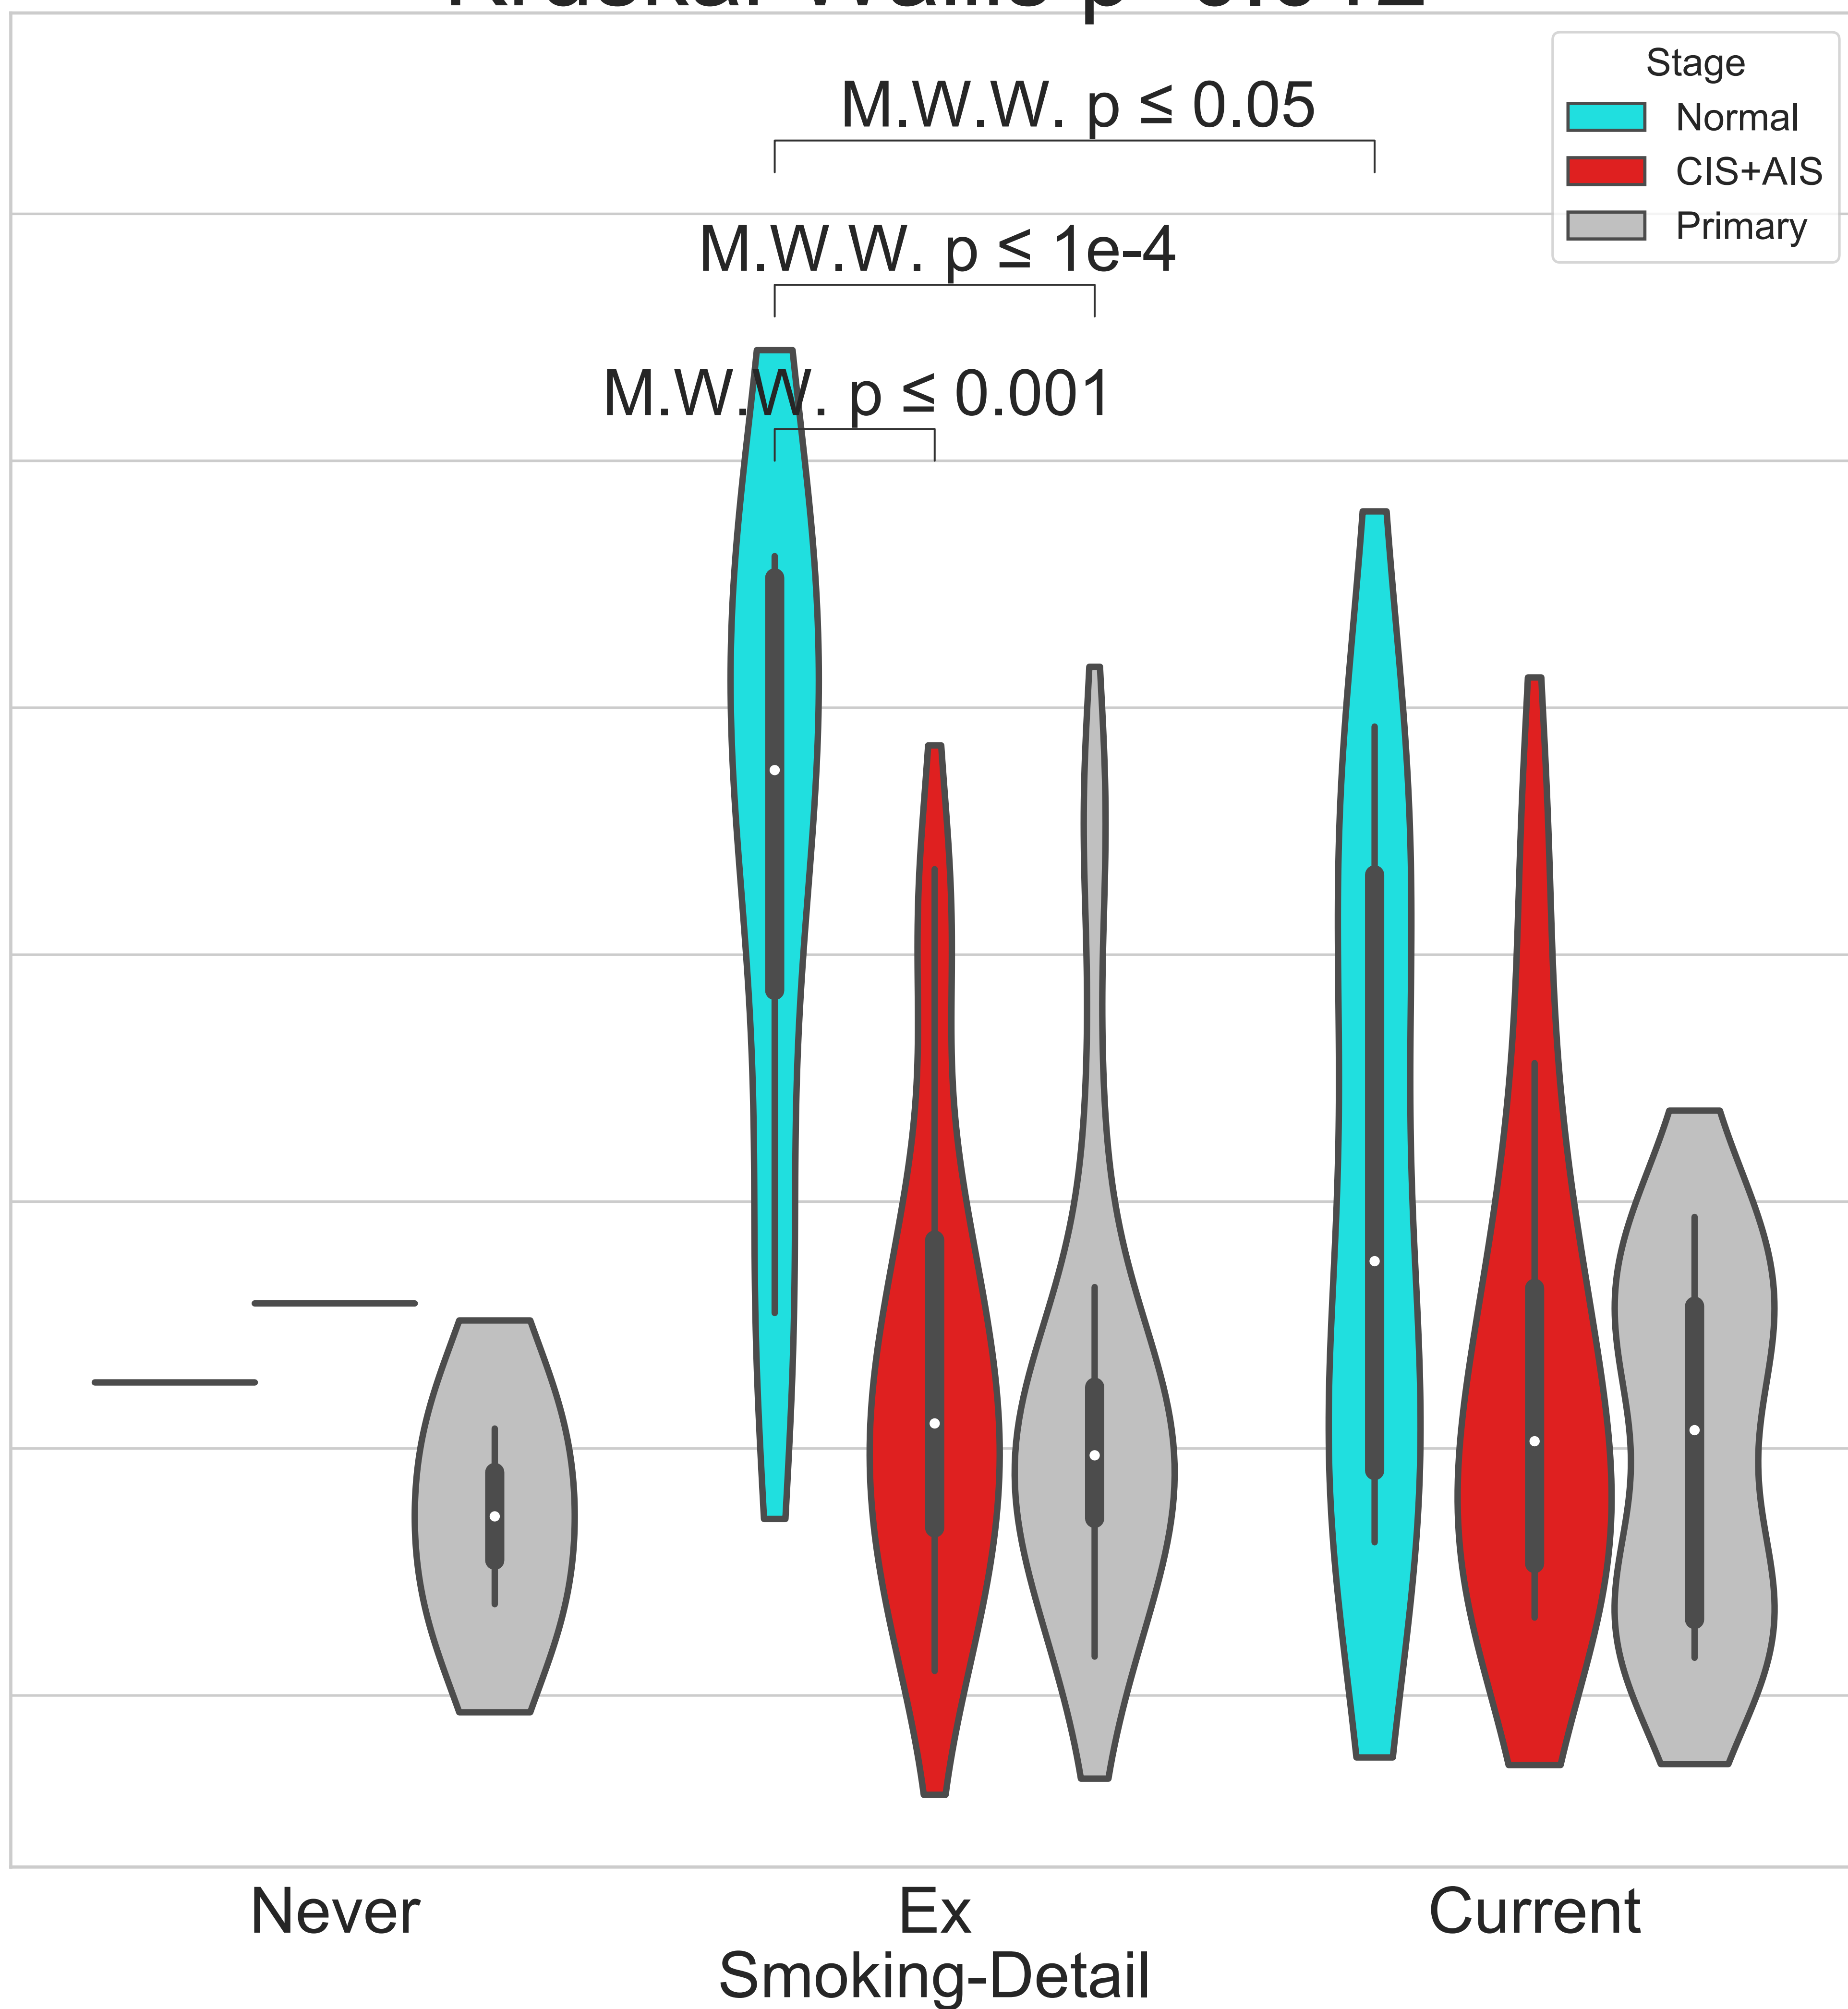 Stage
Normal
CIS+AIS
Primary
M.W.W. p ≤ 0.05
M.W.W. p ≤ 1e-4
M.W.W. p ≤ 0.001
Never
Ex
Current
Smoking-Detail